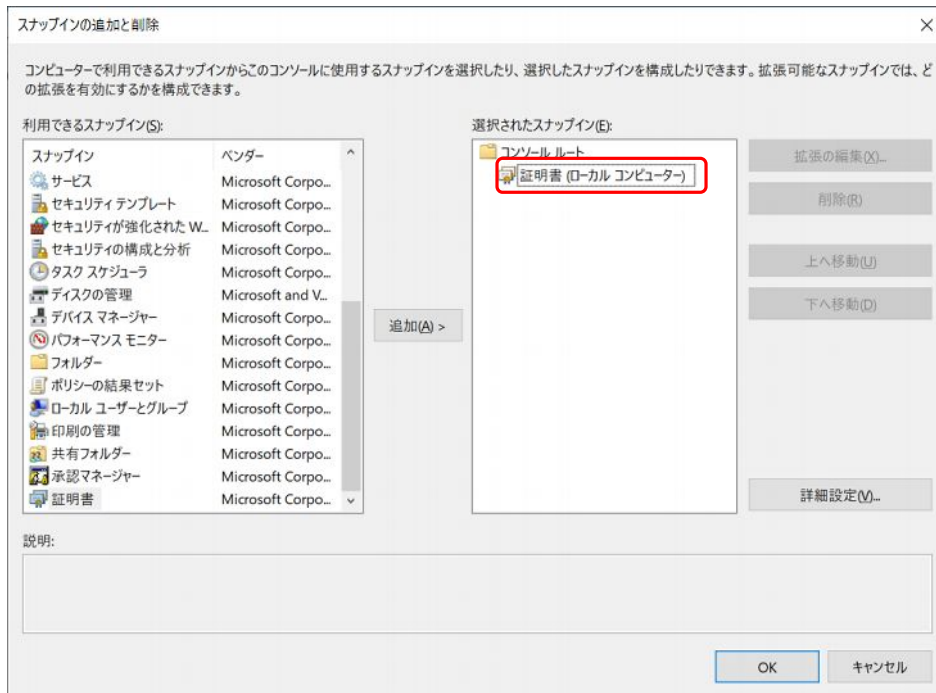 スナップインの追加と削除
コンピューターで利用できるスナップインからこのコンソールに使用するスナップインを選択したり、選択したスナップインを構成したりできます。拡張可能なスナップインでは、ど
の拡張を有効にするかを構成できます。
利用できるスナップイン(S):
スナップイン ベンダー
サービス Microsoft Corpo...
セキュリティ テンプレート Microsoft Corpo...
セキュリティが強化された W... Microsoft Corpo...
セキュリティの構成と分析 Microsoft Corpo...
タスク スケジューラ Microsoft Corpo...
ディスクの管理 Microsoft and V...
デバイス マネージャー Microsoft Corpo...
パフォーマンス モニター Microsoft Corpo...
フォルダー Microsoft Corpo...
ポリシーの結果セット Microsoft Corpo...
ローカル ユーザーとグループ Microsoft Corpo...
印刷の管理 Microsoft Corpo...
共有フォルダー Microsoft Corpo...
承認マネージャー Microsoft Corpo...
証明書 Microsoft Corpo...
追加(A) >
選択されたスナップイン(E):
コンソール ルート
証明書 (ローカル コンピューター)
拡張の編集(X)...
削除(R)
上へ移動(U)
下へ移動(D)
詳細設定(V)...
説明:
OK
キャンセル